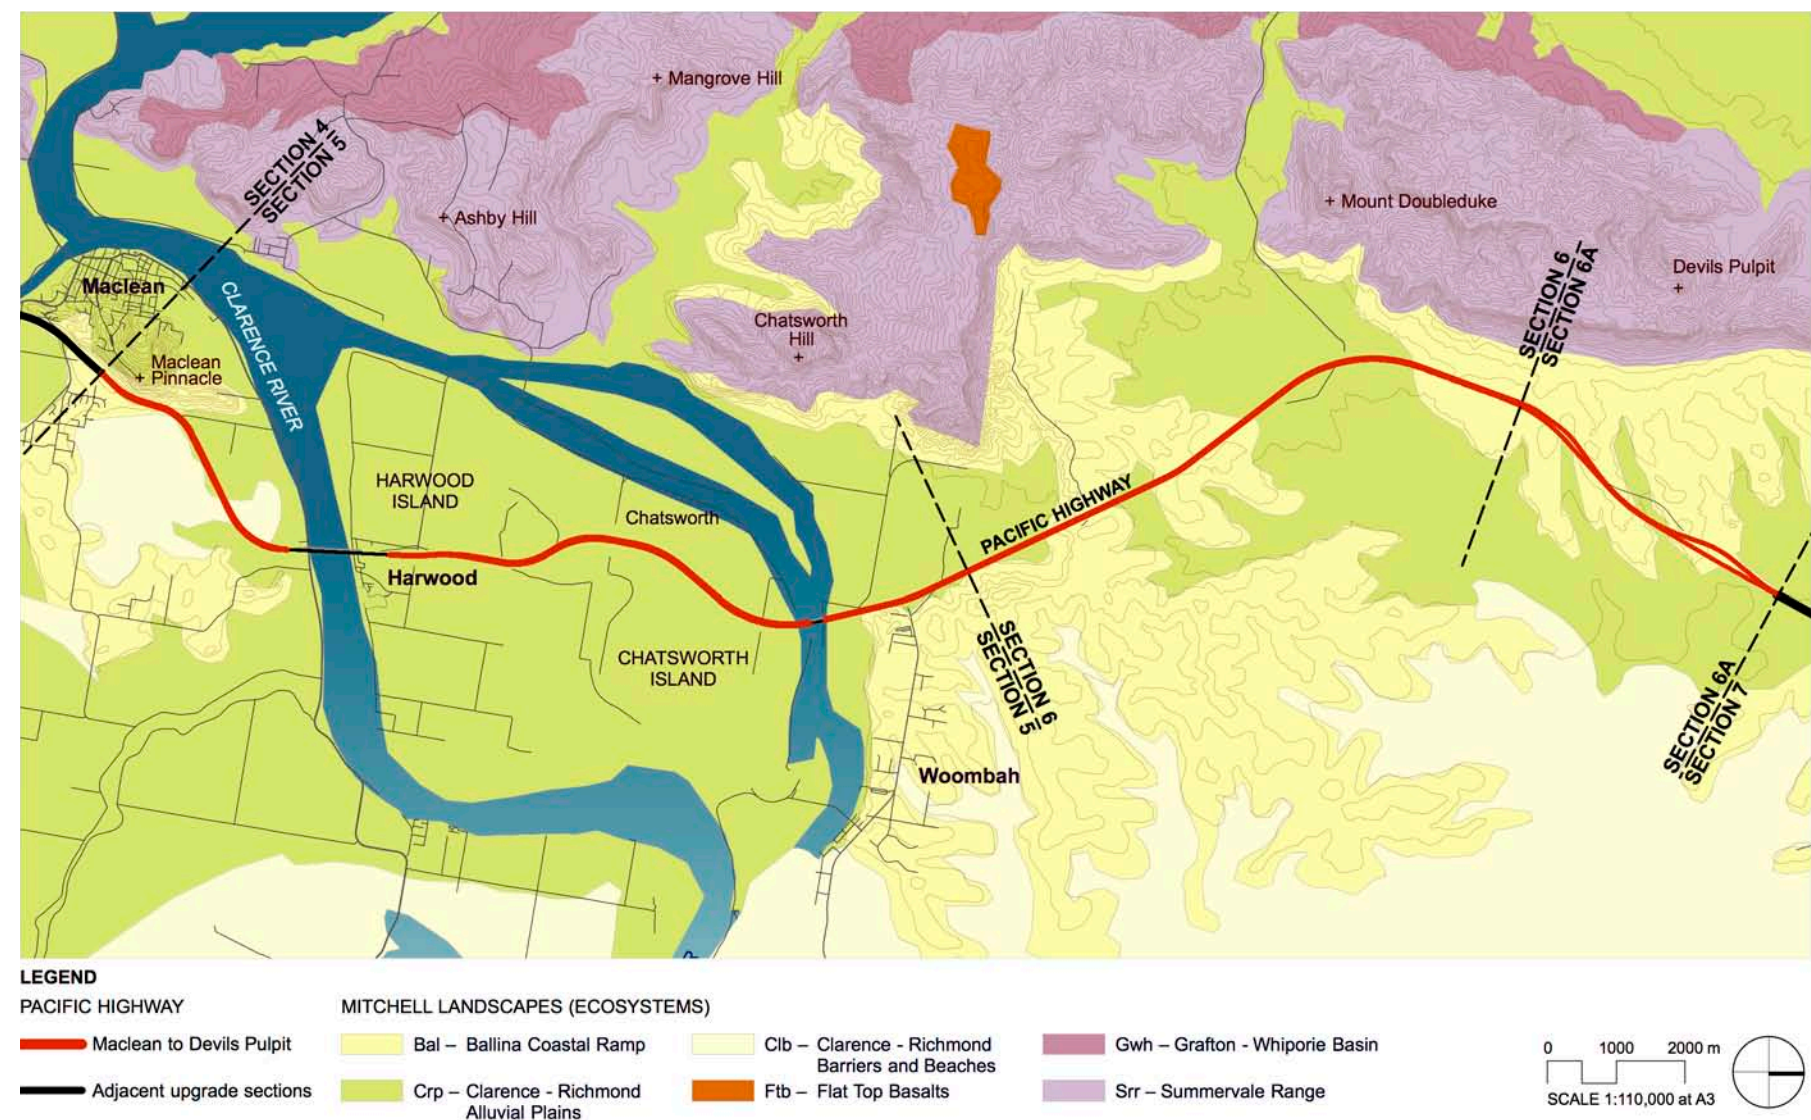 + Mangrove Hill
SECTION 4
SECTION 5
+ Ashby Hill
+ Mount Doubleduke
SECTION 6
SECTION 6A
Devils Pulpit
+
Maclean
CLARENCE RIVER
Chatsworth
Hill
+
Maclean
+ Pinnacle
HARWOOD
ISLAND
Chatsworth
PACIFIC HIGHWAY
Harwood
CHATSWORTH
ISLAND
SECTION 6
SECTION 5
SECTION 6A
SECTION 7
Woombah
LEGEND
PACIFIC HIGHWAY
Maclean to Devils Pulpit
Adjacent upgrade sections
MITCHELL LANDSCAPES (ECOSYSTEMS)
Bal – Ballina Coastal Ramp
Crp – Clarence - Richmond
Alluvial Plains
Clb – Clarence - Richmond
Barriers and Beaches
Ftb – Flat Top Basalts
Gwh – Grafton - Whiporie Basin
Srr – Summervale Range
0 1000 2000 m
SCALE 1:110,000 at A3